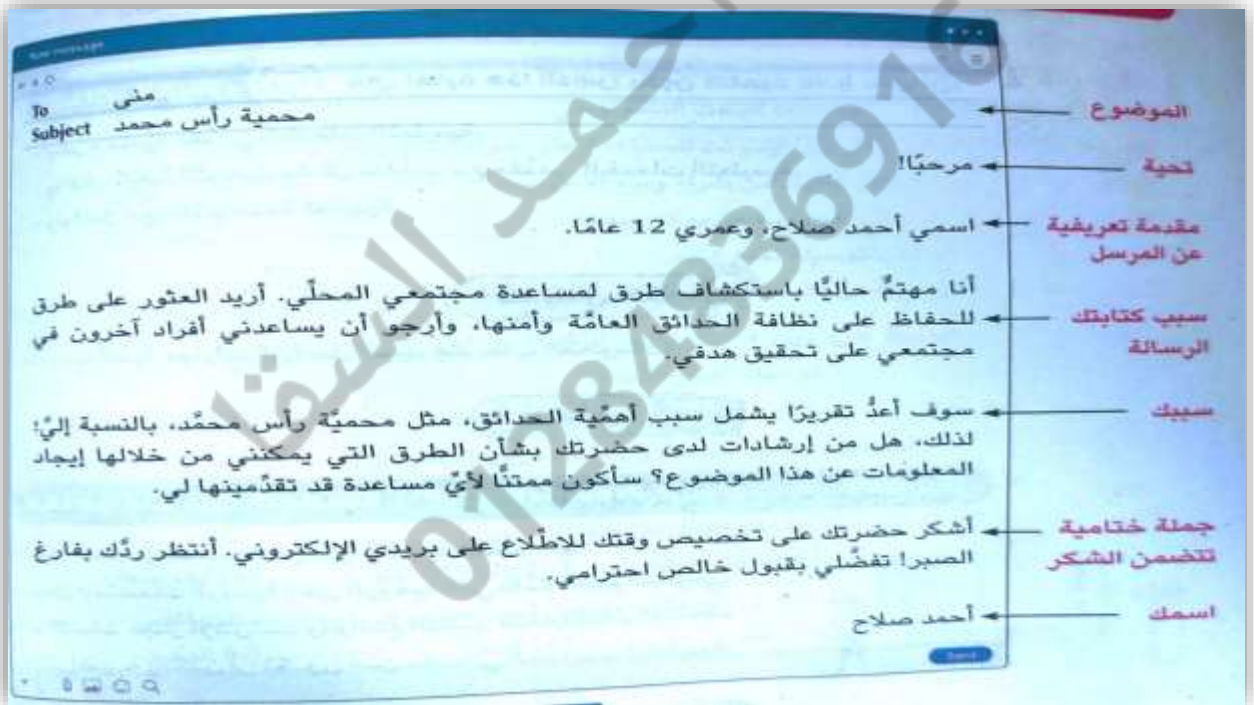 To منى
Subject محمية رأس محمد
الموضوع
تحية
مرحبًا!
مقدمة تعريفية
عن المرسل
اسمي أحمد صلاح، وعمري 12 عامًا.
سبب كتابتك
الرسالة
أنا مهتمٌّ حاليًّا باستكشاف طرق لمساعدة مجتمعي المحلّي. أريد العثور على طرق
للحفاظ على نظافة الحدائق العامَّة وأمنها، وأرجو أن يساعدني أفراد آخرون في
مجتمعي على تحقيق هدفي.
سببك
سوف أعدُّ تقريرًا يشمل سبب أهمِّية الحدائق، مثل محميَّة رأس محمَّد، بالنسبة إليَّ؛
لذلك، هل من إرشادات لدى حضرتك بشأن الطرق التي يمكنني من خلالها إيجاد
المعلومات عن هذا الموضوع؟ سأكون ممتنًّا لأيِّ مساعدة قد تقدِّمينها لي.
جملة ختامية
تتضمن الشكر
أشكر حضرتك على تخصيص وقتك للاطِّلاع على بريدي الإلكتروني. أنتظر ردَّك بفارغ
الصبر! تفضَّلي بقبول خالص احترامي.
اسمك
أحمد صلاح
Send
أحمد السقا
01284836916